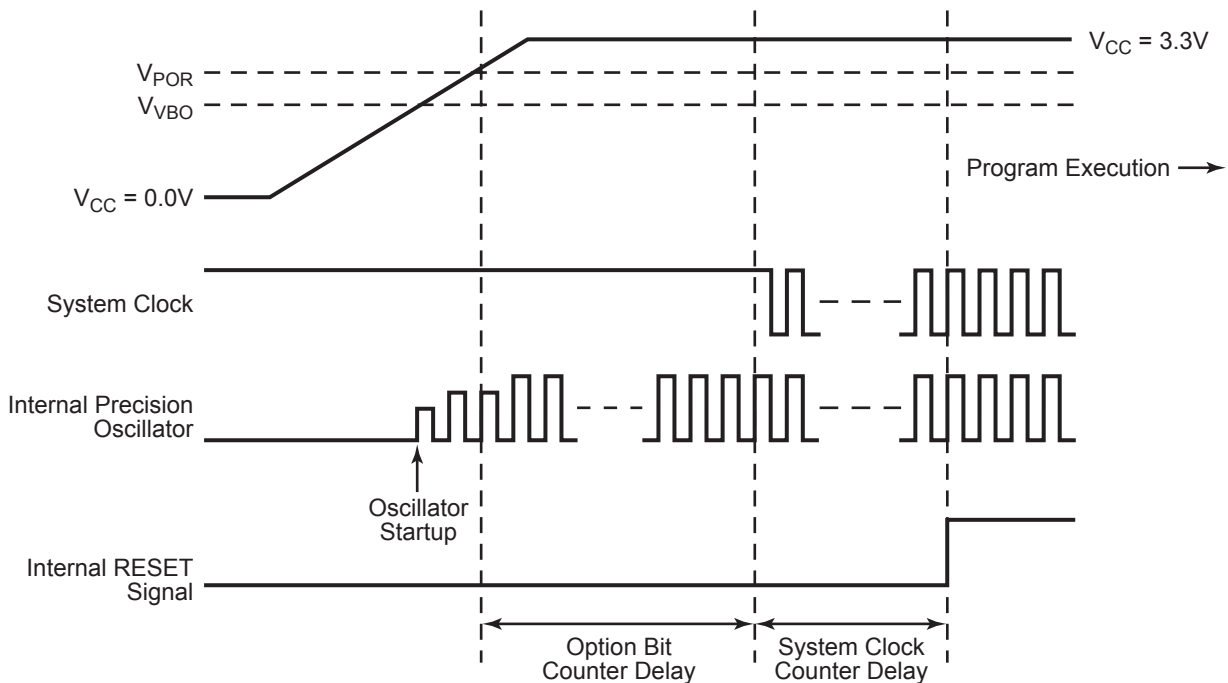 V_CC = 3.3V
V_POR
V_VBO
Program Execution
V_CC = 0.0V
System Clock
Internal Precision
Oscillator
Oscillator
Startup
Internal RESET
Signal
Option Bit
Counter Delay
System Clock
Counter Delay